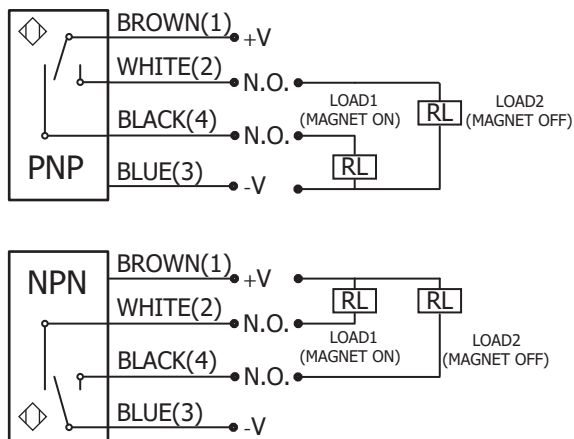 BROWN(1)
+V
WHITE(2)
N.O.
LOAD1
(MAGNET ON)
RL
LOAD2
(MAGNET OFF)
BLACK(4)
N.O.
RL
PNP
BLUE(3)
-V
NPN
BROWN(1)
+V
RL
RL
WHITE(2)
N.O.
LOAD1
(MAGNET ON)
LOAD2
(MAGNET OFF)
BLACK(4)
N.O.
BLUE(3)
-V